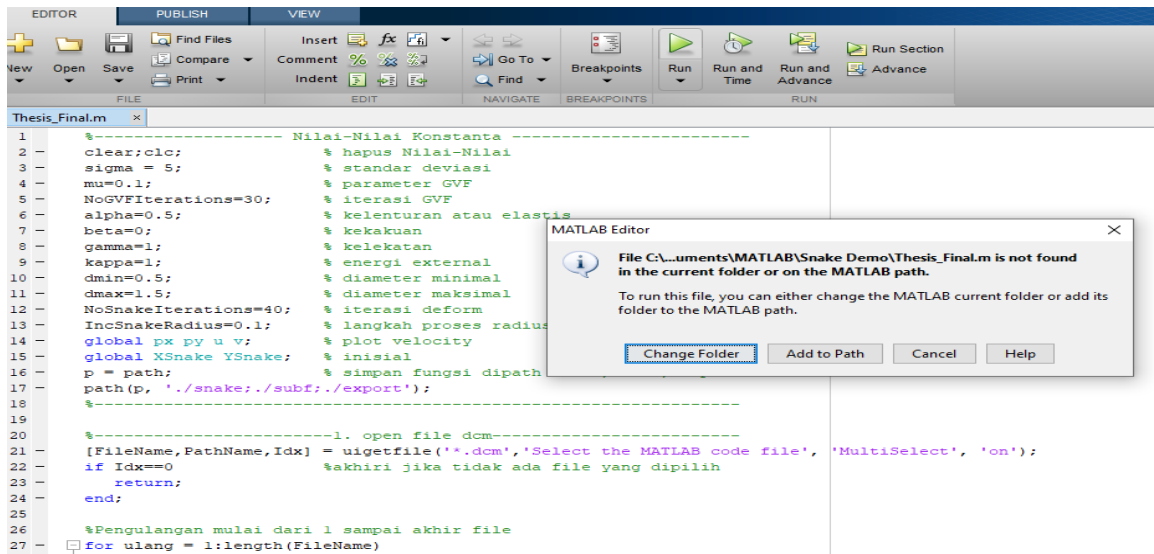 EDITOR PUBLISH VIEW
New Open Save Find Files Compare Print
Insert fx
Comment
Indent
Go To
Find
Breakpoints
Run
Run and Time
Run and Advance
Run Section
Advance
FILE EDIT NAVIGATE BREAKPOINTS RUN
Thesis_Final.m ×
1 %------------------- Nilai-Nilai Konstanta ------------------------
2 – clear;clc; % hapus Nilai-Nilai
3 – sigma = 5; % standar deviasi
4 – mu=0.1; % parameter GVF
5 – NoGVFIterations=30; % iterasi GVF
6 – alpha=0.5; % kelenturan atau elastis
7 – beta=0; % kekakuan
8 – gamma=1; % kelekatan
9 – kappa=1; % energi external
10 – dmin=0.5; % diameter minimal
11 – dmax=1.5; % diameter maksimal
12 – NoSnakeIterations=40; % iterasi deform
13 – IncSnakeRadius=0.1; % langkah proses radius
14 – global px py u v; % plot velocity
15 – global XSnake YSnake; % inisial
16 – p = path; % simpan fungsi dipath
17 – path(p, './snake;./subf;./export');
18 %-----------------------------------------------------------------
19
20 %------------------------1. open file dcm-------------------------
21 – [FileName,PathName,Idx] = uigetfile('*.dcm','Select the MATLAB code file', 'MultiSelect', 'on');
22 – if Idx==0 %akhiri jika tidak ada file yang dipilih
23 – return;
24 – end;
25
26 %Pengulangan mulai dari 1 sampai akhir file
27 – for ulang = 1:length(FileName)
MATLAB Editor
File C:\...uments\MATLAB\Snake Demo\Thesis_Final.m is not found
in the current folder or on the MATLAB path.
To run this file, you can either change the MATLAB current folder or add its
folder to the MATLAB path.
Change Folder Add to Path Cancel Help